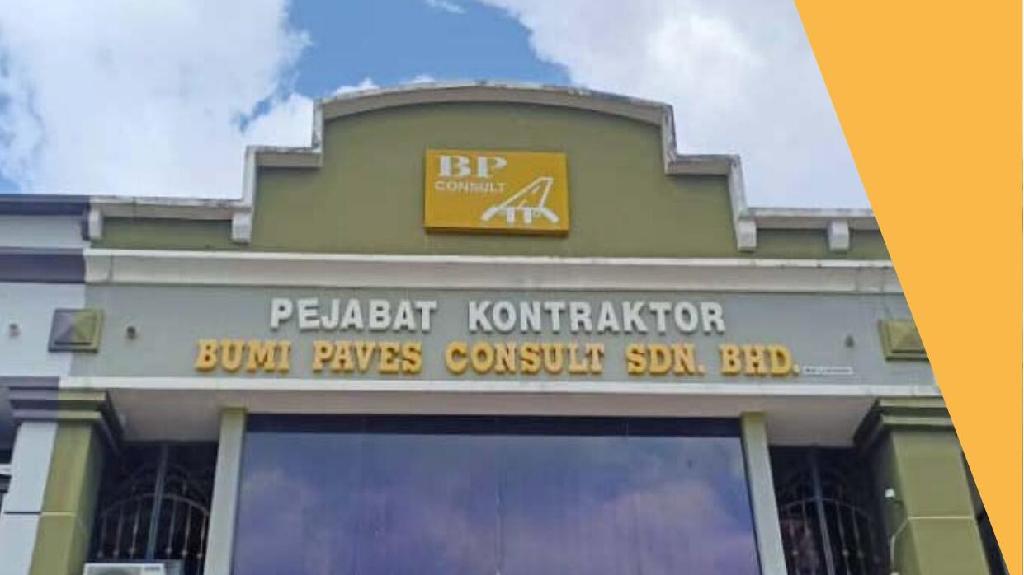 BP
CONSULT
PEJABAT KONTRAKTOR
BUMI PAVES CONSULT SDN. BHD.